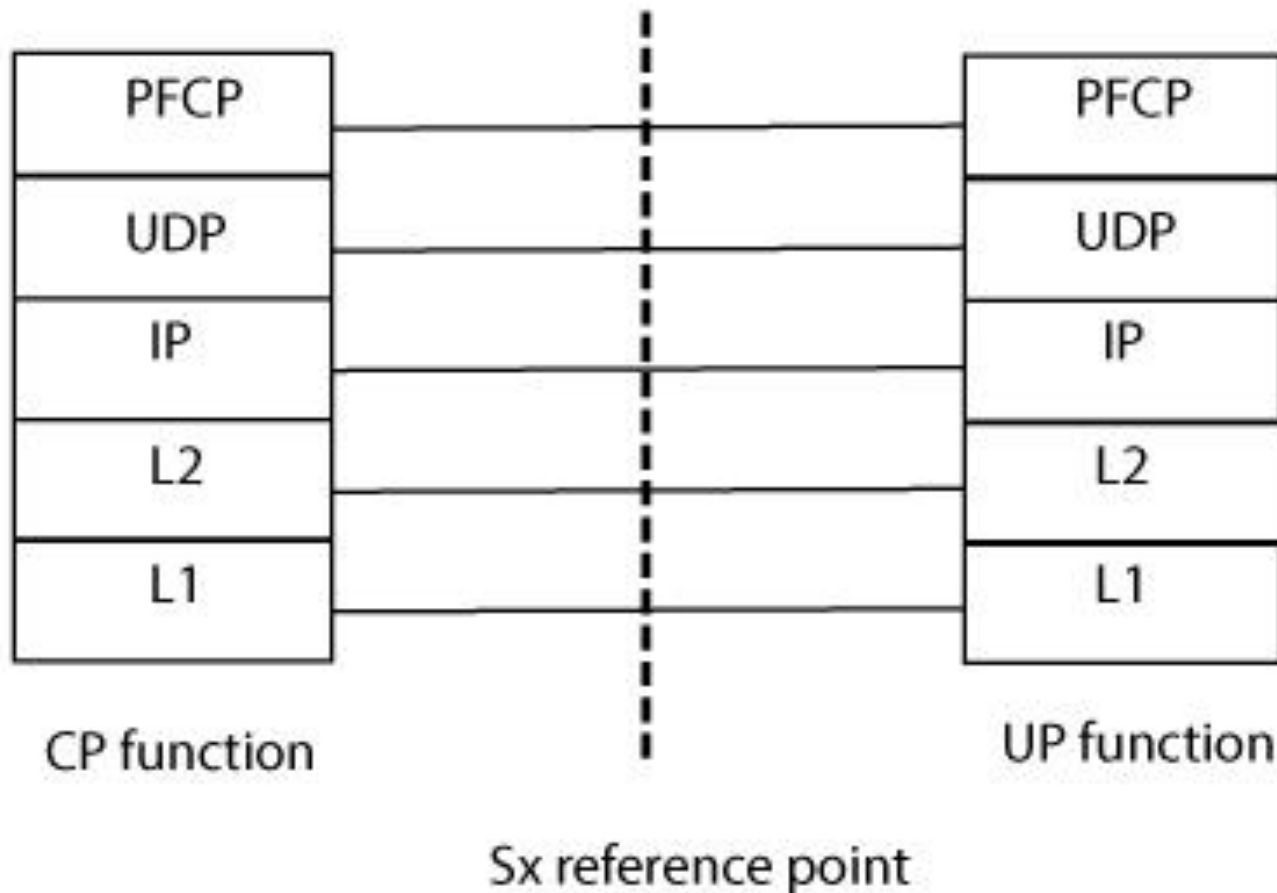 PFCP
PFCP
UDP
UDP
IP
IP
L2
L2
L1
L1
CP function
UP function
Sx reference point